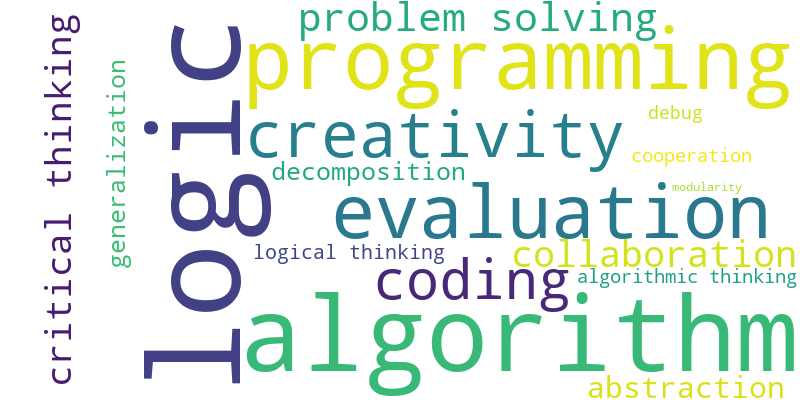 critical thinking
generalization
logic
problem solving
programming
debug
creativity
cooperation
decomposition
modularity
evaluation
logical thinking
collaboration
coding
algorithmic thinking
algorithm
abstraction